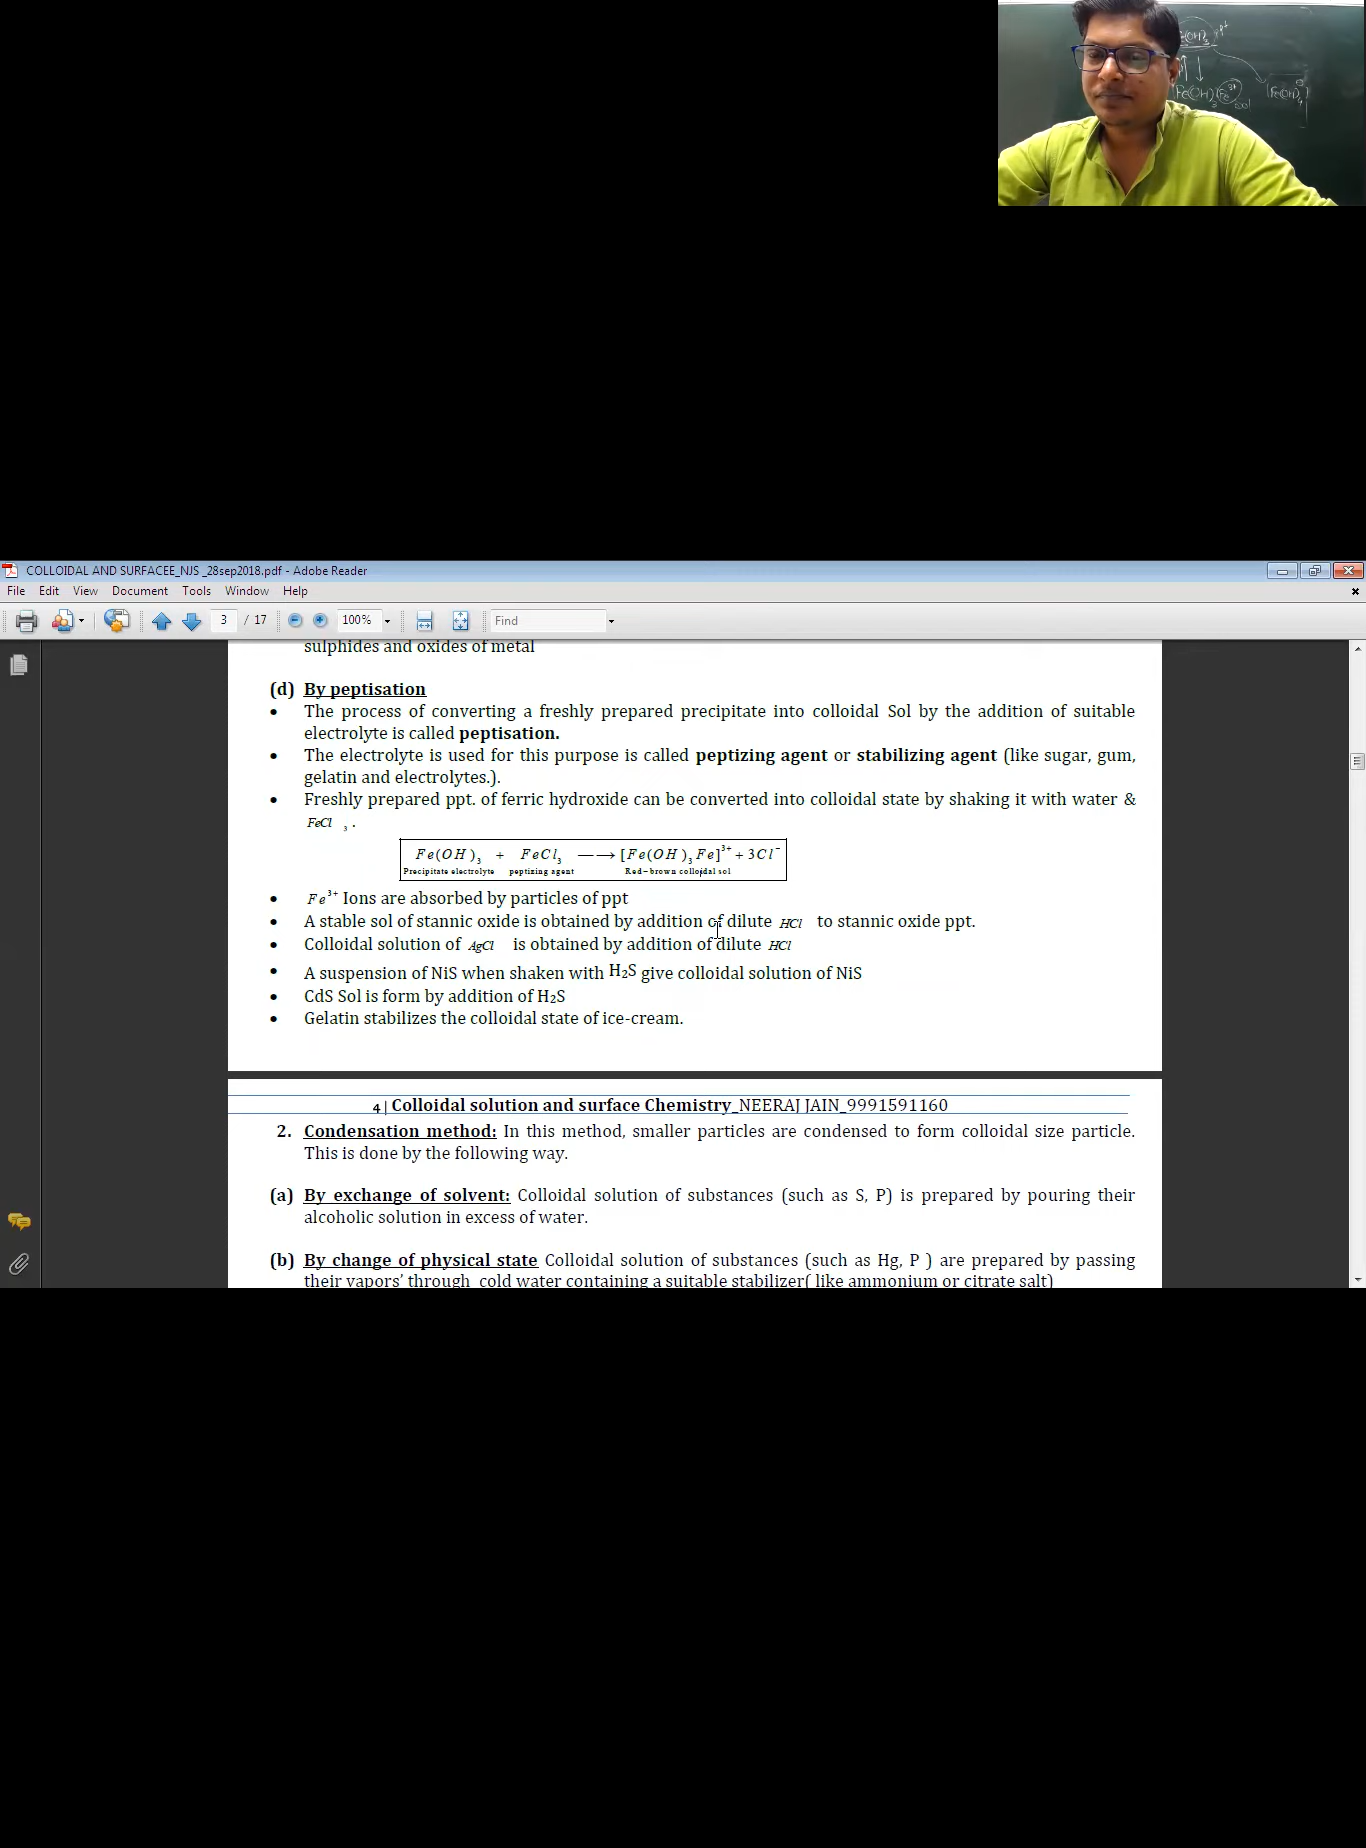 COLLOIDAL AND SURFACEE_NJS _28sep2018.pdf - Adobe Reader
File Edit View Document Tools Window Help
3 / 17 100% Find
sulphides and oxides of metal
(d) By peptisation
• The process of converting a freshly prepared precipitate into colloidal Sol by the addition of suitable
electrolyte is called peptisation.
• The electrolyte is used for this purpose is called peptizing agent or stabilizing agent (like sugar, gum,
gelatin and electrolytes.).
• Freshly prepared ppt. of ferric hydroxide can be converted into colloidal state by shaking it with water &
FeCl₃ .
Fe(OH)₃ + FeCl₃ ⟶ [Fe(OH)₃Fe]³⁺ + 3Cl⁻
Precipitate electrolyte peptizing agent Red-brown colloidal sol
• Fe³⁺ Ions are absorbed by particles of ppt
• A stable sol of stannic oxide is obtained by addition of dilute HCl to stannic oxide ppt.
• Colloidal solution of AgCl is obtained by addition of dilute HCl
• A suspension of NiS when shaken with H₂S give colloidal solution of NiS
• CdS Sol is form by addition of H₂S
• Gelatin stabilizes the colloidal state of ice-cream.
4| Colloidal solution and surface Chemistry_NEERAJ JAIN_9991591160
2. Condensation method: In this method, smaller particles are condensed to form colloidal size particle.
This is done by the following way.
(a) By exchange of solvent: Colloidal solution of substances (such as S, P) is prepared by pouring their
alcoholic solution in excess of water.
(b) By change of physical state Colloidal solution of substances (such as Hg, P ) are prepared by passing
their vapors’ through cold water containing a suitable stabilizer( like ammonium or citrate salt)